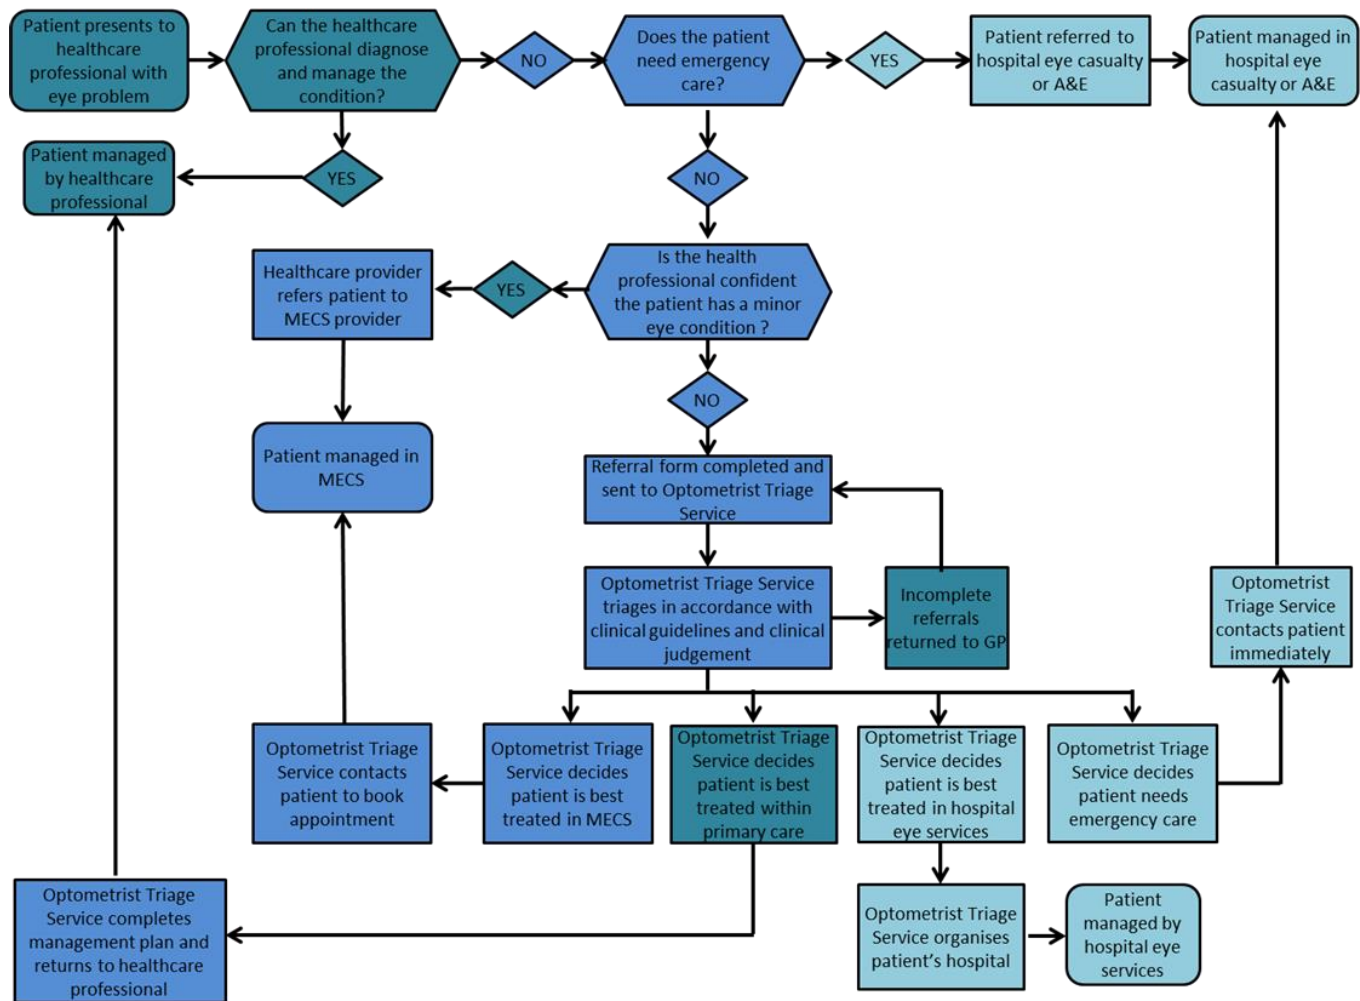 Patient presents to
healthcare
professional with
eye problem
Can the healthcare
professional diagnose
and manage the
condition?
NO
Does the patient
need emergency
care?
YES
Patient referred to
hospital eye casualty
or A&E
Patient managed in
hospital eye
casualty or A&E
Patient managed
by healthcare
professional
YES
NO
Healthcare provider
refers patient to
MECS provider
YES
Is the health
professional confident
the patient has a minor
eye condition ?
NO
Patient managed in
MECS
Referral form completed and
sent to Optometrist Triage
Service
Optometrist Triage Service
triages in accordance with
clinical guidelines and clinical
judgement
Incomplete
referrals
returned to GP
Optometrist
Triage Service
contacts patient
immediately
Optometrist Triage
Service contacts
patient to book
appointment
Optometrist Triage
Service decides
patient is best
treated in MECS
Optometrist Triage
Service decides
patient is best
treated within
primary care
Optometrist Triage
Service decides
patient is best
treated in hospital
eye services
Optometrist Triage
Service decides
patient needs
emergency care
Optometrist Triage
Service completes
management plan and
returns to healthcare
professional
Optometrist Triage
Service organises
patient's hospital
Patient
managed by
hospital eye
services